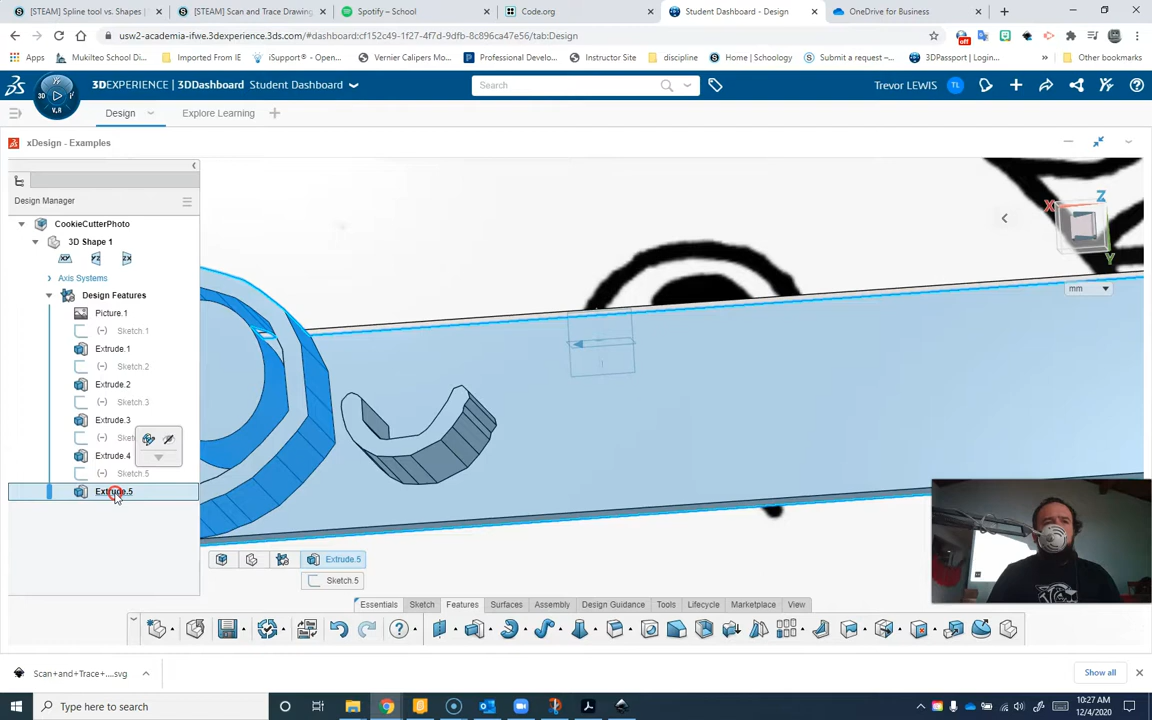 [STEAM] Spline tool vs. Shapes |
[STEAM] Scan and Trace Drawing
Spotify – School
Code.org
Student Dashboard - Design
OneDrive for Business
usw2-academia-ifwe.3dexperience.3ds.com/#dashboard:cf152c49-1f27-4f7d-9dfb-8c896ca47e56/tab:Design
Apps
Mukilteo School Di...
Imported From IE
iSupport® - Open...
Vernier Calipers Mo...
Professional Develo...
Instructor Site
discipline
Home | Schoology
Submit a request –...
3DPassport | Login...
Other bookmarks
3DEXPERIENCE | 3DDashboard Student Dashboard
Search
Trevor LEWIS
TL
Design
Explore Learning
xDesign - Examples
Design Manager
CookieCutterPhoto
3D Shape 1
XY YZ ZX
Axis Systems
Design Features
Picture.1
(–) Sketch.1
Extrude.1
(–) Sketch.2
Extrude.2
(–) Sketch.3
Extrude.3
(–) Sketc
Extrude.4
(–) Sketch.5
Extrude.5
X
Z
Y
mm
Extrude.5
Sketch.5
Essentials
Sketch
Features
Surfaces
Assembly
Design Guidance
Tools
Lifecycle
Marketplace
View
Scan+and+Trace+....svg
Show all
Type here to search
10:27 AM
12/4/2020